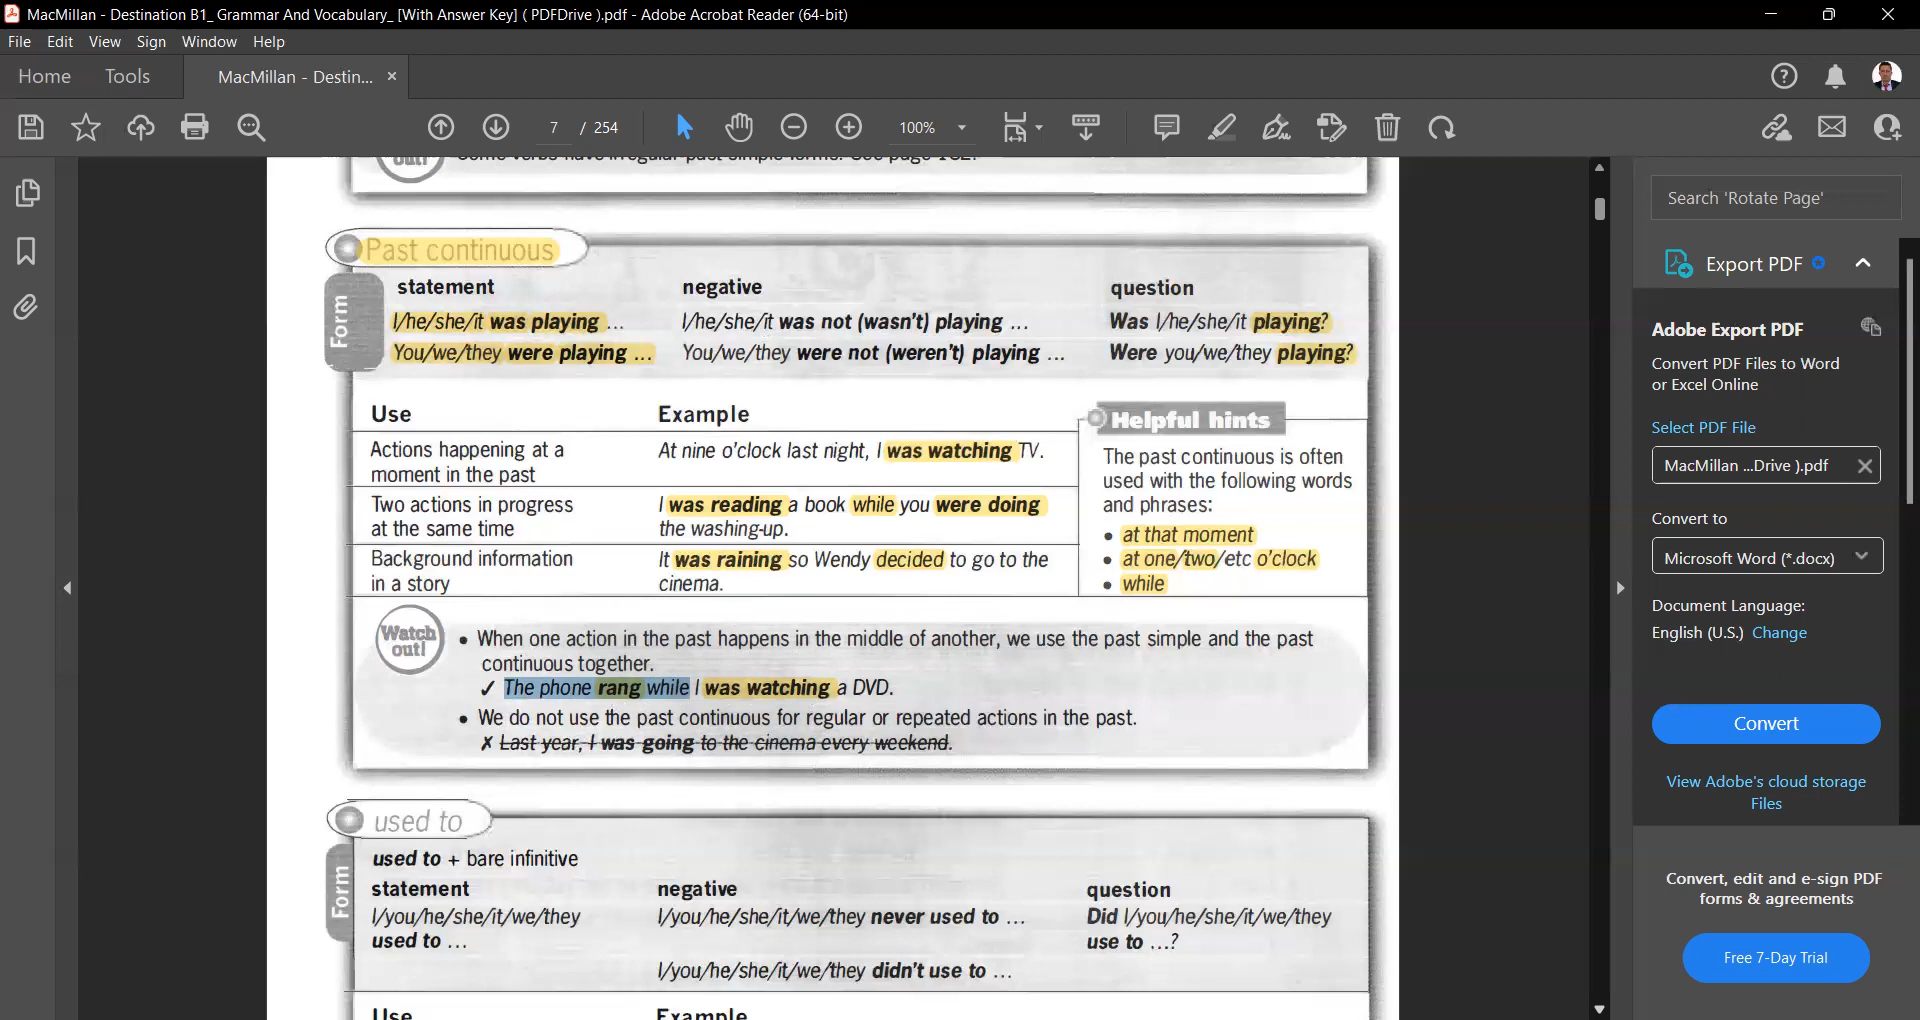 MacMillan - Destination B1_ Grammar And Vocabulary_ [With Answer Key] ( PDFDrive ).pdf - Adobe Acrobat Reader (64-bit)
File Edit View Sign Window Help
Home Tools MacMillan - Destin... ×
7 / 254 100%
out! Some verbs have irregular past simple forms. See page 182.
Past continuous
Form
statement negative question
I/he/she/it was playing ... I/he/she/it was not (wasn't) playing ... Was I/he/she/it playing?
You/we/they were playing ... You/we/they were not (weren't) playing ... Were you/we/they playing?
Use Example
Actions happening at a moment in the past At nine o'clock last night, I was watching TV.
Two actions in progress at the same time I was reading a book while you were doing the washing-up.
Background information in a story It was raining so Wendy decided to go to the cinema.
Helpful hints
The past continuous is often
used with the following words
and phrases:
• at that moment
• at one/two/etc o'clock
• while
Watch out!
• When one action in the past happens in the middle of another, we use the past simple and the past
continuous together.
✓ The phone rang while I was watching a DVD.
• We do not use the past continuous for regular or repeated actions in the past.
✗ Last year, I was going to the cinema every weekend.
used to
Form
used to + bare infinitive
statement negative question
I/you/he/she/it/we/they I/you/he/she/it/we/they never used to ... Did I/you/he/she/it/we/they
used to ... use to ...?
I/you/he/she/it/we/they didn't use to ...
Use Example
Search 'Rotate Page'
Export PDF
Adobe Export PDF
Convert PDF Files to Word
or Excel Online
Select PDF File
MacMillan ...Drive ).pdf
Convert to
Microsoft Word (*.docx)
Document Language:
English (U.S.) Change
Convert
View Adobe's cloud storage
Files
Convert, edit and e-sign PDF
forms & agreements
Free 7-Day Trial